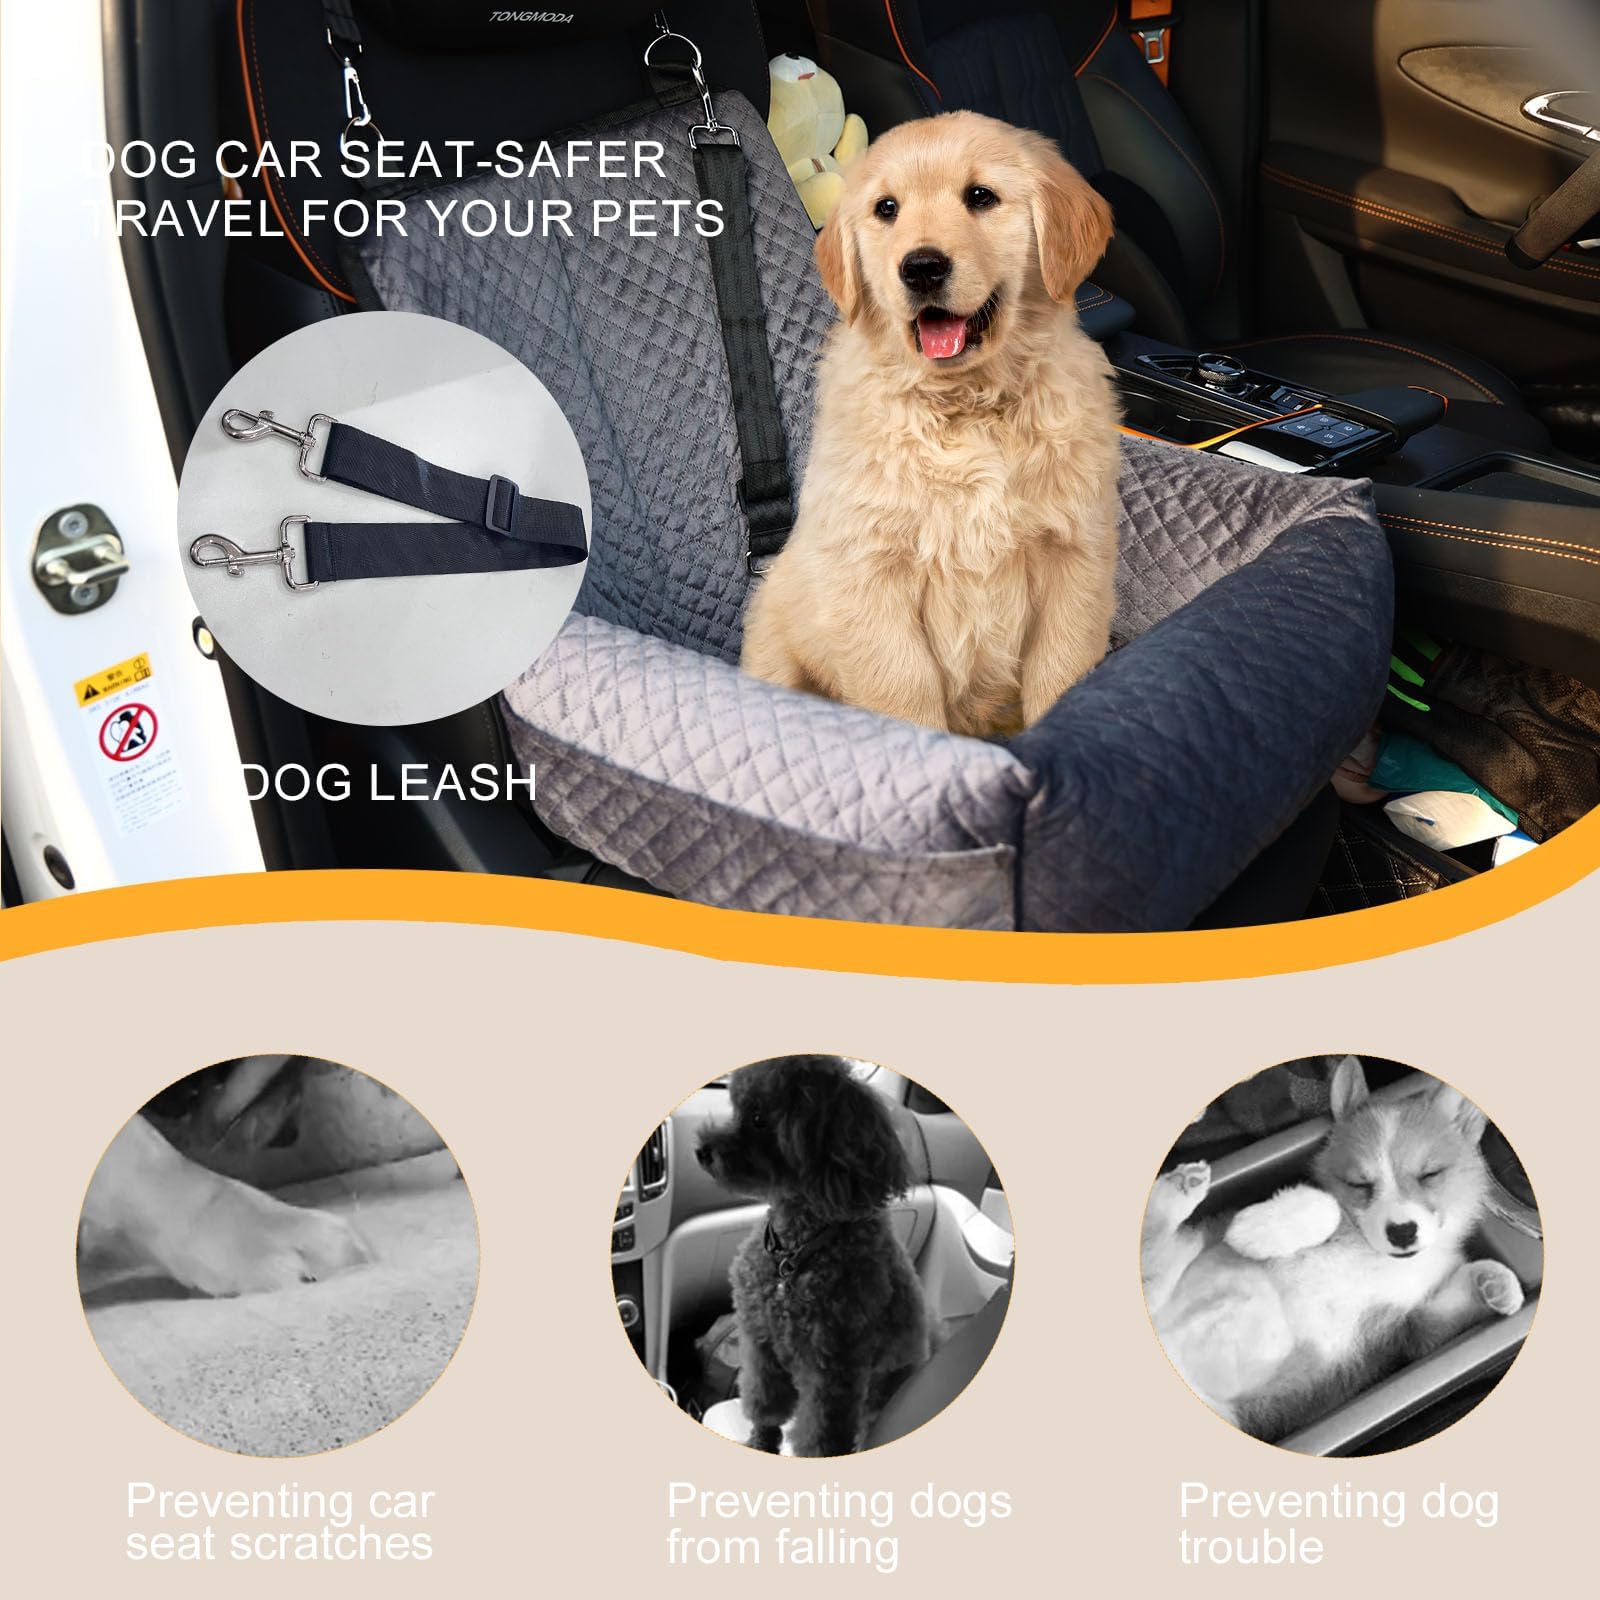 TONGMODA
DOG CAR SEAT-SAFER
TRAVEL FOR YOUR PETS
WARNING
DOG LEASH
Preventing car
seat scratches
Preventing dogs
from falling
Preventing dog
trouble